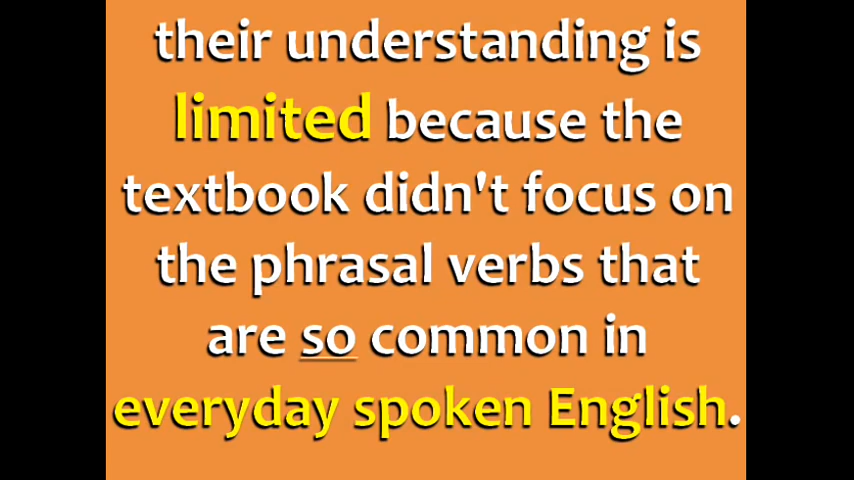 their understanding is
limited because the
textbook didn't focus on
the phrasal verbs that
are so common in
everyday spoken English.